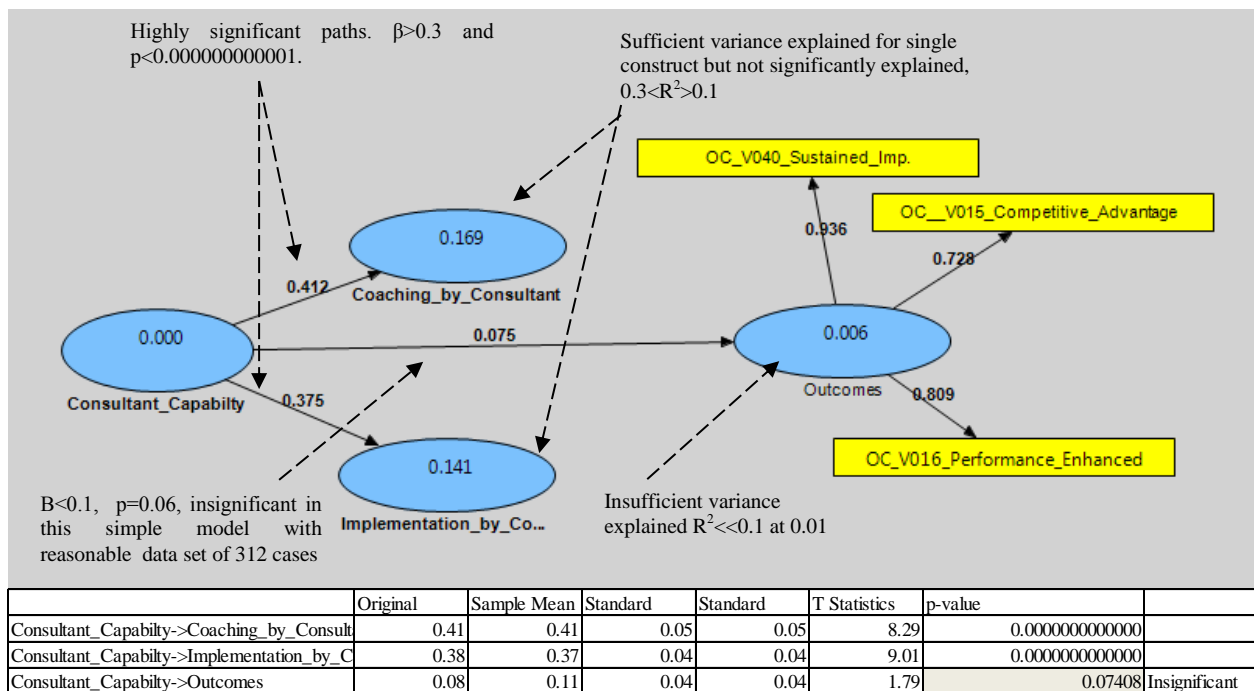 Highly significant paths. β>0.3 and
p<0.000000000001.
Sufficient variance explained for single
construct but not significantly explained,
0.3<R²>0.1
OC_V040_Sustained_Imp.
OC__V015_Competitive_Advantage
0.936
0.728
0.169
Coaching_by_Consultant
0.412
0.000
Consultant_Capabilty
0.075
0.006
Outcomes
0.375
0.809
0.141
Implementation_by_Co...
OC_V016_Performance_Enhanced
B<0.1, p=0.06, insignificant in
this simple model with
reasonable data set of 312 cases
Insufficient variance
explained R²<<0.1 at 0.01
Original Sample Mean Standard Standard T Statistics p-value
Consultant_Capabilty->Coaching_by_Consult 0.41 0.41 0.05 0.05 8.29 0.0000000000000
Consultant_Capabilty->Implementation_by_C 0.38 0.37 0.04 0.04 9.01 0.0000000000000
Consultant_Capabilty->Outcomes 0.08 0.11 0.04 0.04 1.79 0.07408 Insignificant